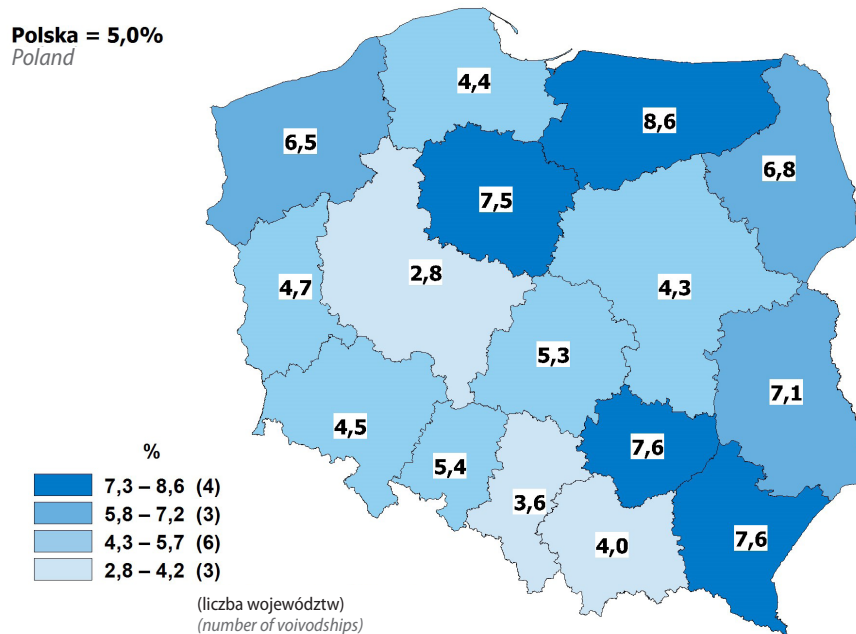 Polska = 5,0%
Poland
4,4
8,6
6,5
6,8
7,5
2,8
4,7
4,3
5,3
7,1
4,5
7,6
5,4
3,6
4,0
7,6
%
7,3 – 8,6 (4)
5,8 – 7,2 (3)
4,3 – 5,7 (6)
2,8 – 4,2 (3)
(liczba województw)
(number of voivodships)